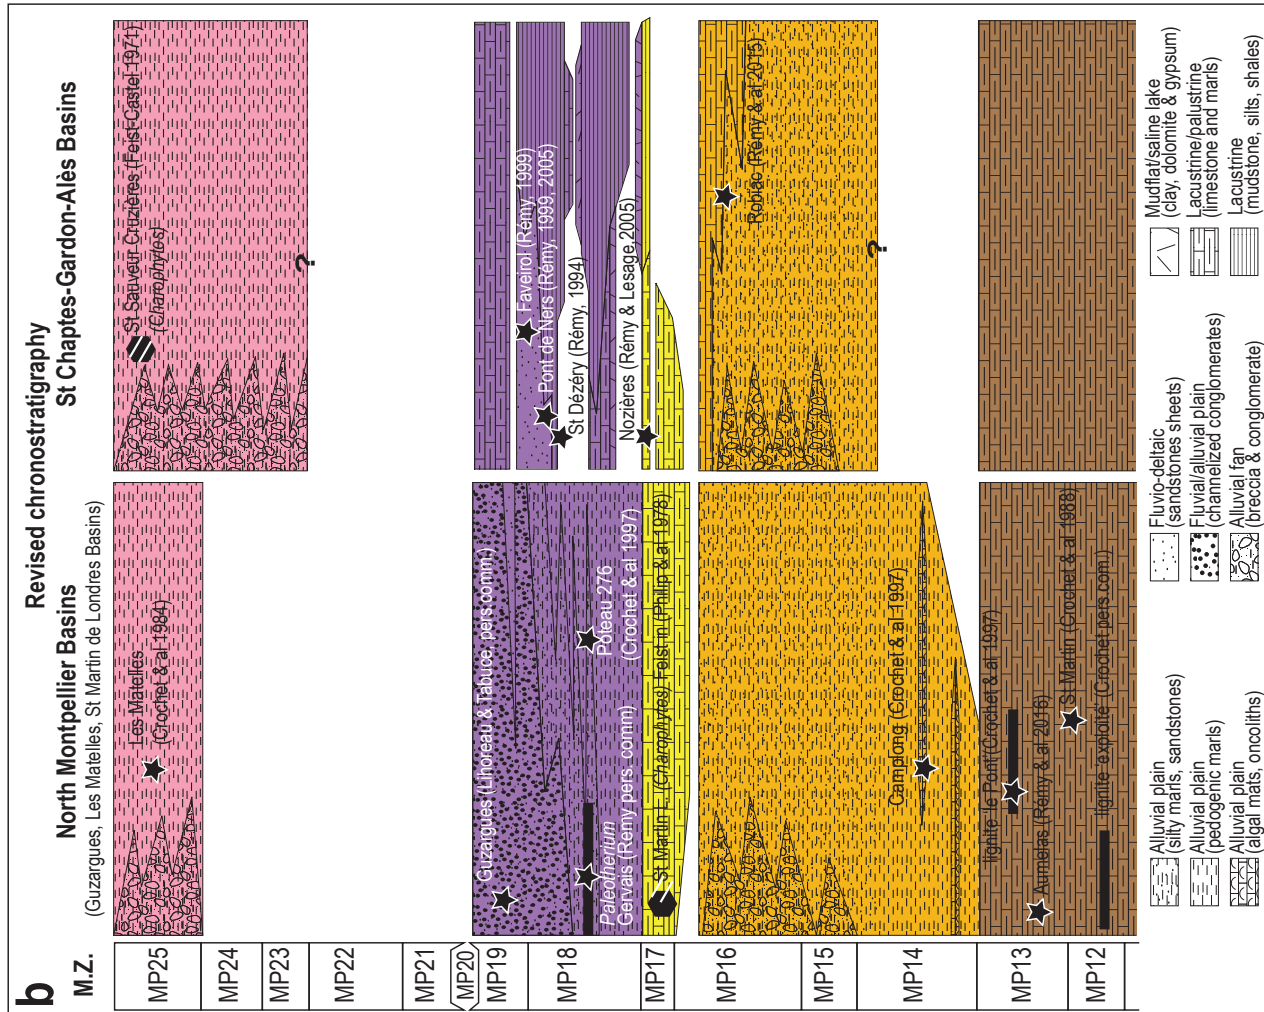 b
Revised chronostratigraphy
M.Z.
North Montpellier Basins
(Guzargues, Les Matelles, St Martin de Londres Basins)
St Chaptes-Gardon-Alès Basins
MP25
MP24
MP23
MP22
MP21
MP20
MP19
MP18
MP17
MP16
MP15
MP14
MP13
MP12
Les Matelles
(Crochet & al 1984)
Guzargues (Lihoreau & Tabuce, pers.comm)
Poteau 276
(Crochet & al 1997)
Paleotherium
Gervais (Remy pers. comm)
St Martin L. (Charophytes) Feist in (Philip & al 1978)
Camplong (Crochet & al 1997)
lignite 'le Pont'(Crochet & al 1997)
Aumelas (Rémy & al 2016)
St Martin (Crochet & al 1988)
lignite 'exploité' (Crochet pers.com.)
St Sauveur Cruzières (Feist-Castel 1971)
(Charophytes)
?
Faveirol (Rémy, 1999)
Pont de Ners (Remy, 1999, 2005)
St Dézéry (Rémy, 1994)
Nozières (Rémy & Lesage,2005)
Robiac (Remy & al 2015)
?
Alluvial plain
(silty marls, sandstones)
Alluvial plain
(pedogenic marls)
Alluvial plain
(algal mats, oncoliths)
Fluvio-deltaic
(sandstones sheets)
Fluvial/alluvial plain
(channelized conglomerates)
Alluvial fan
(breccia & conglomerate)
Mudflat/saline lake
(clay, dolomite & gypsum)
Lacustrine/palustrine
(limestone and marls)
Lacustrine
(mudstone, silts, shales)